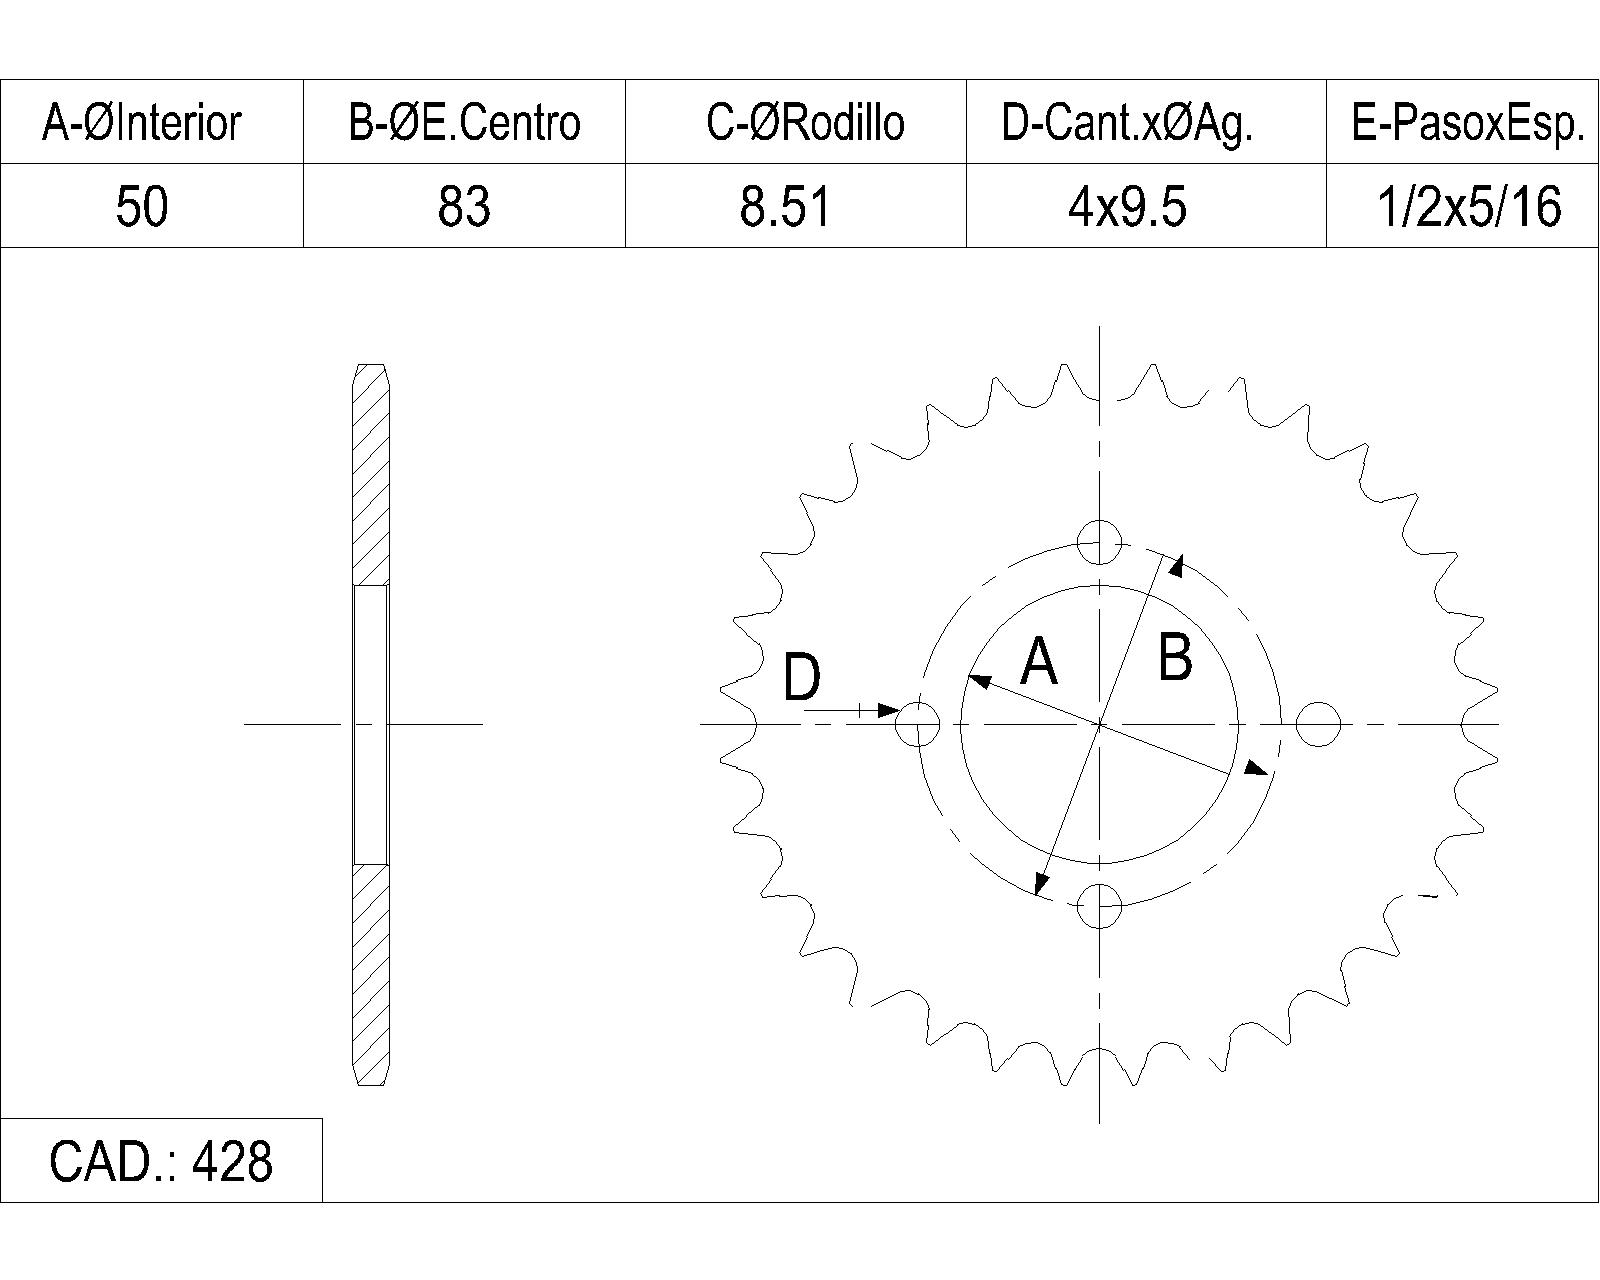 A-ØInterior B-ØE.Centro C-ØRodillo D-Cant.xØAg. E-PasoxEsp.
50 83 8.51 4x9.5 1/2x5/16
A B
D
CAD.: 428